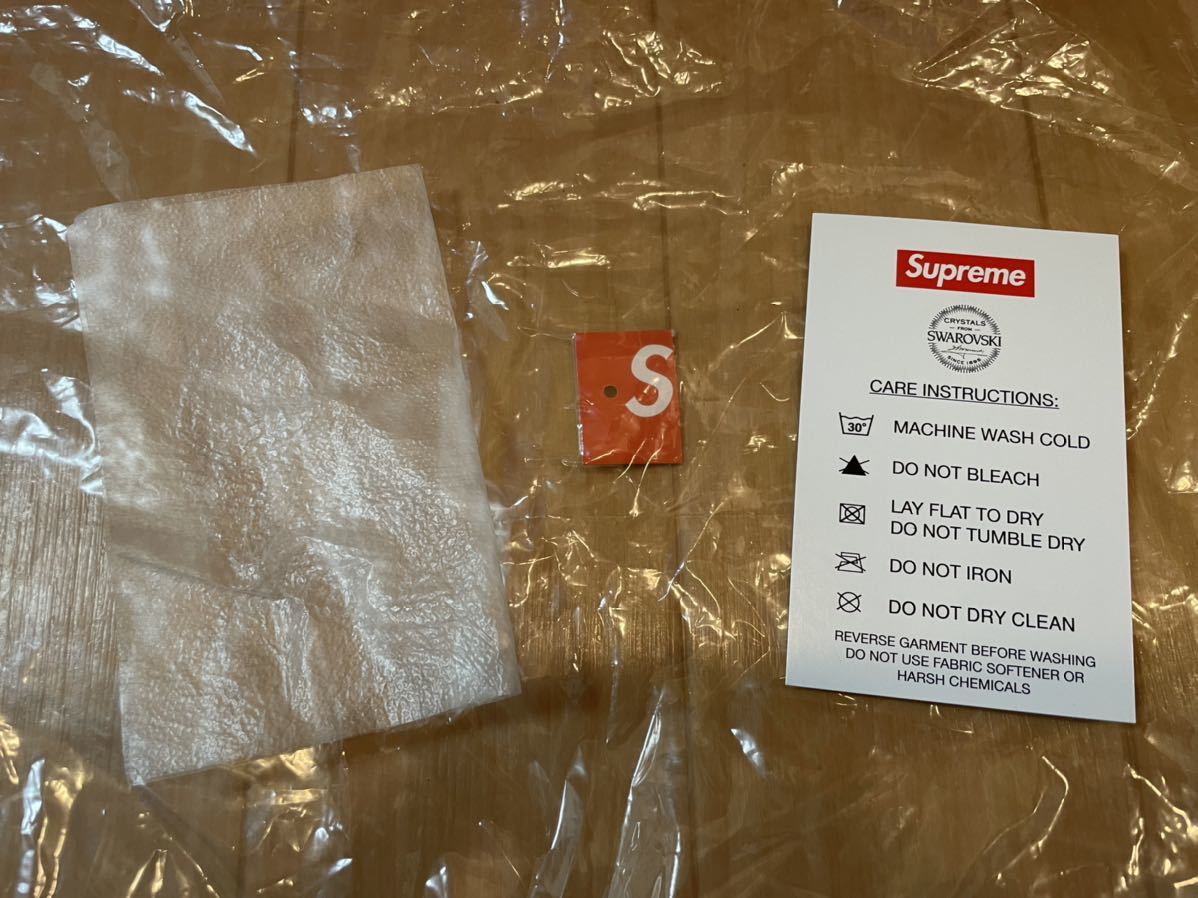 S
Supreme
CRYSTALS
FROM
SWAROVSKI
SINCE 1895
CARE INSTRUCTIONS:
30°
MACHINE WASH COLD
DO NOT BLEACH
LAY FLAT TO DRY
DO NOT TUMBLE DRY
DO NOT IRON
DO NOT DRY CLEAN
REVERSE GARMENT BEFORE WASHING
DO NOT USE FABRIC SOFTENER OR
HARSH CHEMICALS